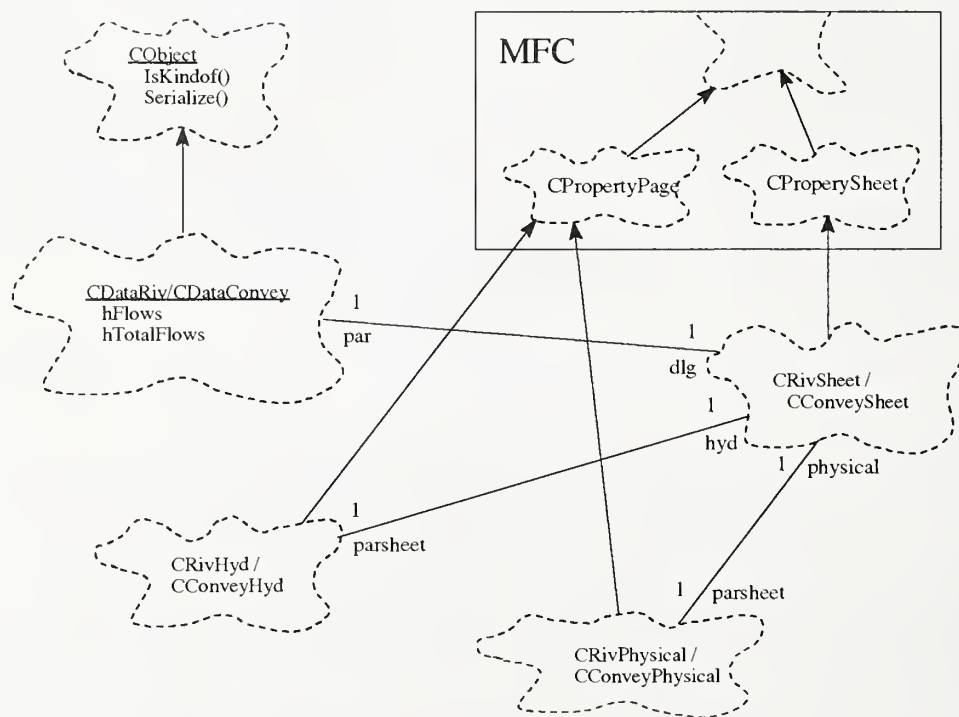 CObject
IsKindof()
Serialize()
MFC
CPropertyPage
CProperySheet
CDataRiv/CDataConvey
hFlows
hTotalFlows
1
par
1
dlg
CRivSheet /
CConveySheet
1
hyd
1
physical
1
parsheet
CRivHyd /
CConveyHyd
1
parsheet
CRivPhysical /
CConveyPhysical